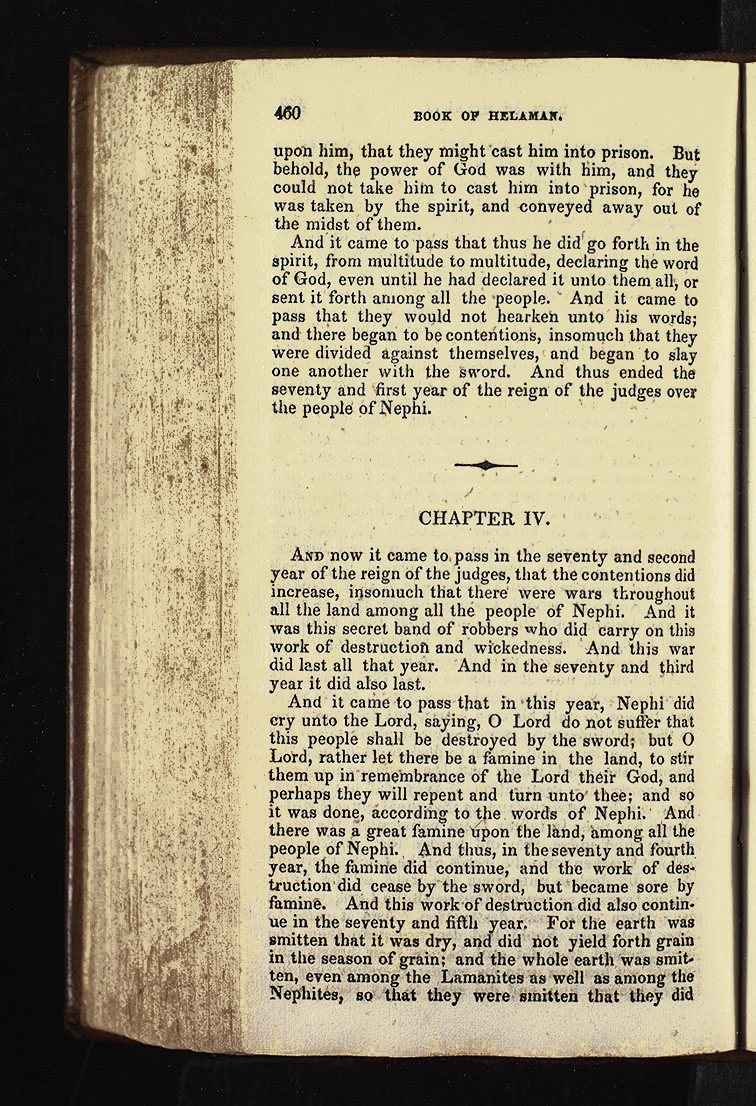 460 BOOK OF HELAMAN.
upon him, that they might cast him into prison. But
behold, the power of God was with him, and they
could not take him to cast him into prison, for he
was taken by the spirit, and conveyed away out of
the midst of them.
And it came to pass that thus he did go forth in the
spirit, from multitude to multitude, declaring the word
of God, even until he had declared it unto them all, or
sent it forth among all the people. And it came to
pass that they would not hearken unto his words;
and there began to be contentions, insomuch that they
were divided against themselves, and began to slay
one another with the sword. And thus ended the
seventy and first year of the reign of the judges over
the people of Nephi.
CHAPTER IV.
AND now it came to pass in the seventy and second
year of the reign of the judges, that the contentions did
increase, insomuch that there were wars throughout
all the land among all the people of Nephi. And it
was this secret band of robbers who did carry on this
work of destruction and wickedness. And this war
did last all that year. And in the seventy and third
year it did also last.
And it came to pass that in this year, Nephi did
cry unto the Lord, saying, O Lord do not suffer that
this people shall be destroyed by the sword; but O
Lord, rather let there be a famine in the land, to stir
them up in remembrance of the Lord their God, and
perhaps they will repent and turn unto thee; and so
it was done, according to the words of Nephi. And
there was a great famine upon the land, among all the
people of Nephi. And thus, in the seventy and fourth
year, the famine did continue, and the work of des-
truction did cease by the sword, but became sore by
famine. And this work of destruction did also contin-
ue in the seventy and fifth year. For the earth was
smitten that it was dry, and did not yield forth grain
in the season of grain; and the whole earth was smit-
ten, even among the Lamanites as well as among the
Nephites, so that they were smitten that they did